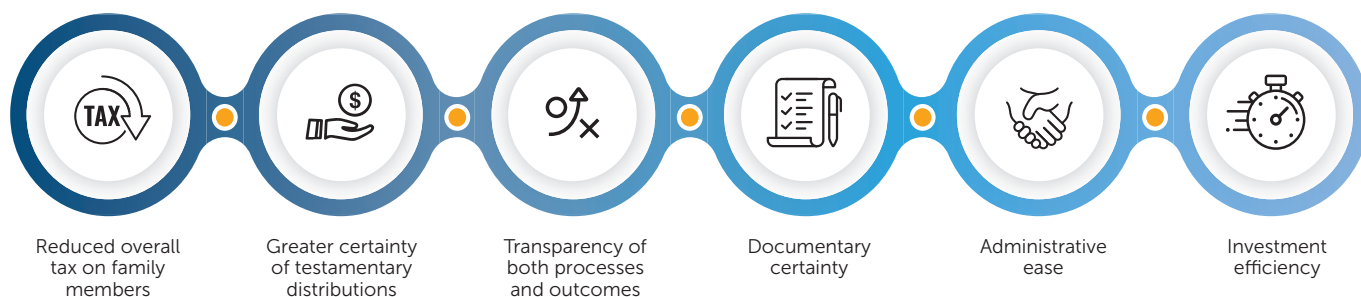 TAX
$
Reduced overall
tax on family
members
Greater certainty
of testamentary
distributions
Transparency of
both processes
and outcomes
Documentary
certainty
Administrative
ease
Investment
efficiency